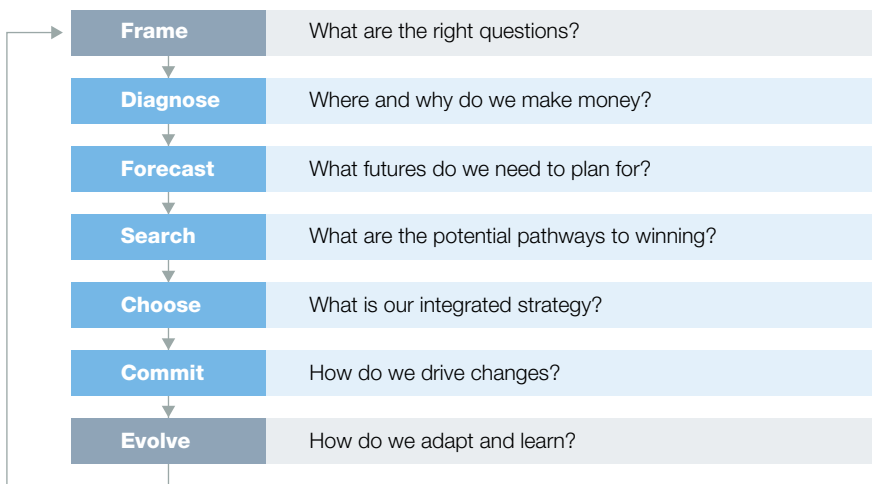 Frame What are the right questions?
Diagnose Where and why do we make money?
Forecast What futures do we need to plan for?
Search What are the potential pathways to winning?
Choose What is our integrated strategy?
Commit How do we drive changes?
Evolve How do we adapt and learn?